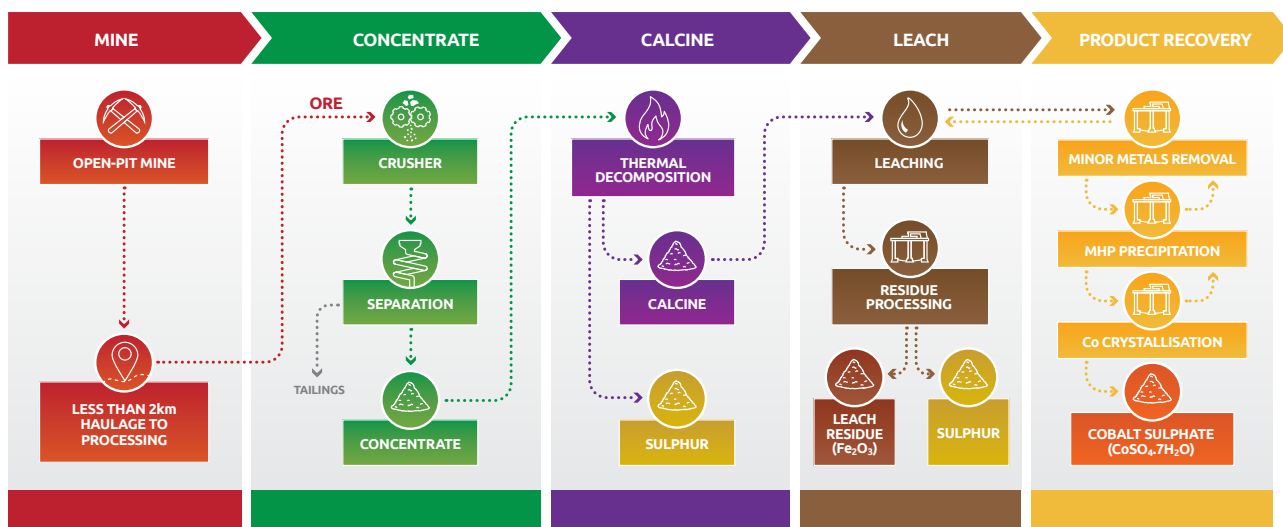 MINE
CONCENTRATE
CALCINE
LEACH
PRODUCT RECOVERY
OPEN-PIT MINE
LESS THAN 2km
HAULAGE TO
PROCESSING
ORE
CRUSHER
SEPARATION
TAILINGS
CONCENTRATE
THERMAL
DECOMPOSITION
CALCINE
SULPHUR
LEACHING
RESIDUE
PROCESSING
LEACH
RESIDUE
(Fe₂O₃)
SULPHUR
MINOR METALS REMOVAL
MHP PRECIPITATION
Co CRYSTALLISATION
COBALT SULPHATE
(CoSO₄.7H₂O)